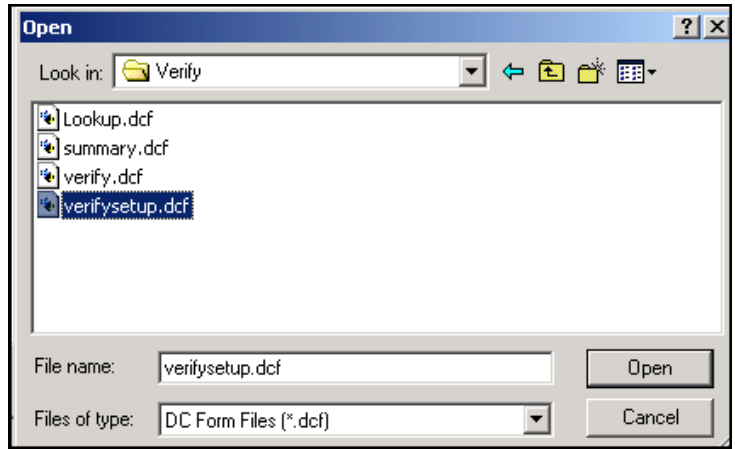 Open ? X
Look in: Verify
Lookup.dcf
summary.dcf
verify.dcf
verifysetup.dcf
File name: verifysetup.dcf Open
Files of type: DC Form Files (*.dcf) Cancel